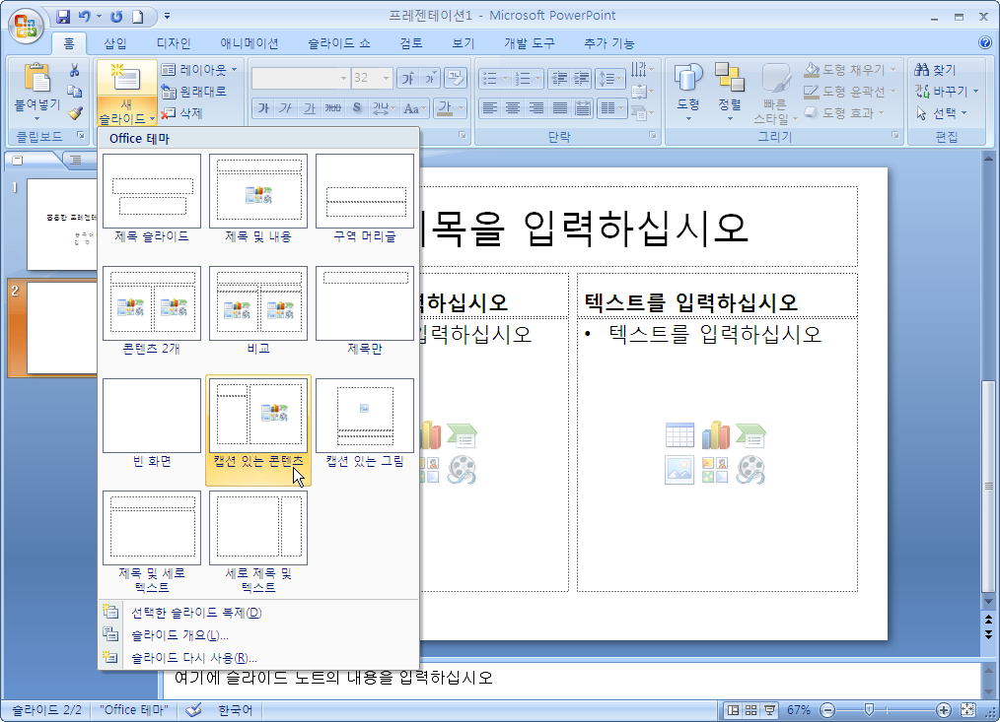 프레젠테이션1 - Microsoft PowerPoint
홈 삽입 디자인 애니메이션 슬라이드 쇼 검토 보기 개발 도구 추가 기능
붙여넣기
새
슬라이드
레이아웃
원래대로
삭제
32
가 가
가 가 가 가나다 S 간 Aa 가
도형
정렬
빠른
스타일
도형 채우기
도형 윤곽선
도형 효과
찾기
바꾸기
선택
클립보드 단락 그리기 편집
Office 테마
제목 슬라이드 제목 및 내용 구역 머리글
콘텐츠 2개 비교 제목만
빈 화면 캡션 있는 콘텐츠 캡션 있는 그림
제목 및 세로
텍스트
세로 제목 및
텍스트
선택한 슬라이드 복제(D)
슬라이드 개요(L)...
슬라이드 다시 사용(R)...
1
2
목을 입력하십시오
하십시오
텍스트를 입력하십시오
입력하십시오
• 텍스트를 입력하십시오
여기에 슬라이드 노트의 내용을 입력하십시오
슬라이드 2/2 "Office 테마" 한국어 67%